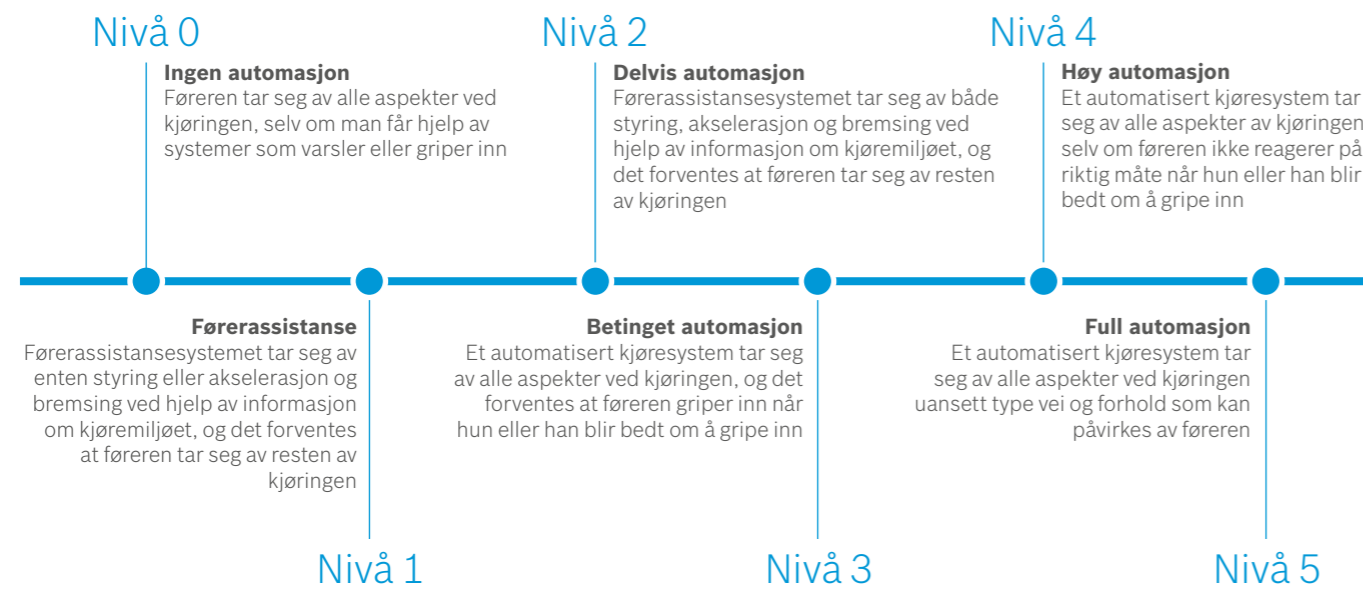 Nivå 0
Ingen automasjon
Føreren tar seg av alle aspekter ved
kjøringen, selv om man får hjelp av
systemer som varsler eller griper inn
Førerassistanse
Førerassistansesystemet tar seg av
enten styring eller akselerasjon og
bremsing ved hjelp av informasjon
om kjøremiljøet, og det forventes
at føreren tar seg av resten av
kjøringen
Nivå 1
Nivå 2
Delvis automasjon
Førerassistansesystemet tar seg av både
styring, akselerasjon og bremsing ved
hjelp av informasjon om kjøremiljøet, og
det forventes at føreren tar seg av resten
av kjøringen
Betinget automasjon
Et automatisert kjøresystem tar seg
av alle aspekter ved kjøringen, og det
forventes at føreren griper inn når
hun eller han blir bedt om å gripe inn
Nivå 3
Nivå 4
Høy automasjon
Et automatisert kjøresystem tar
seg av alle aspekter av kjøringen
selv om føreren ikke reagerer på
riktig måte når hun eller han blir
bedt om å gripe inn
Full automasjon
Et automatisert kjøresystem tar
seg av alle aspekter ved kjøringen
uansett type vei og forhold som kan
påvirkes av føreren
Nivå 5